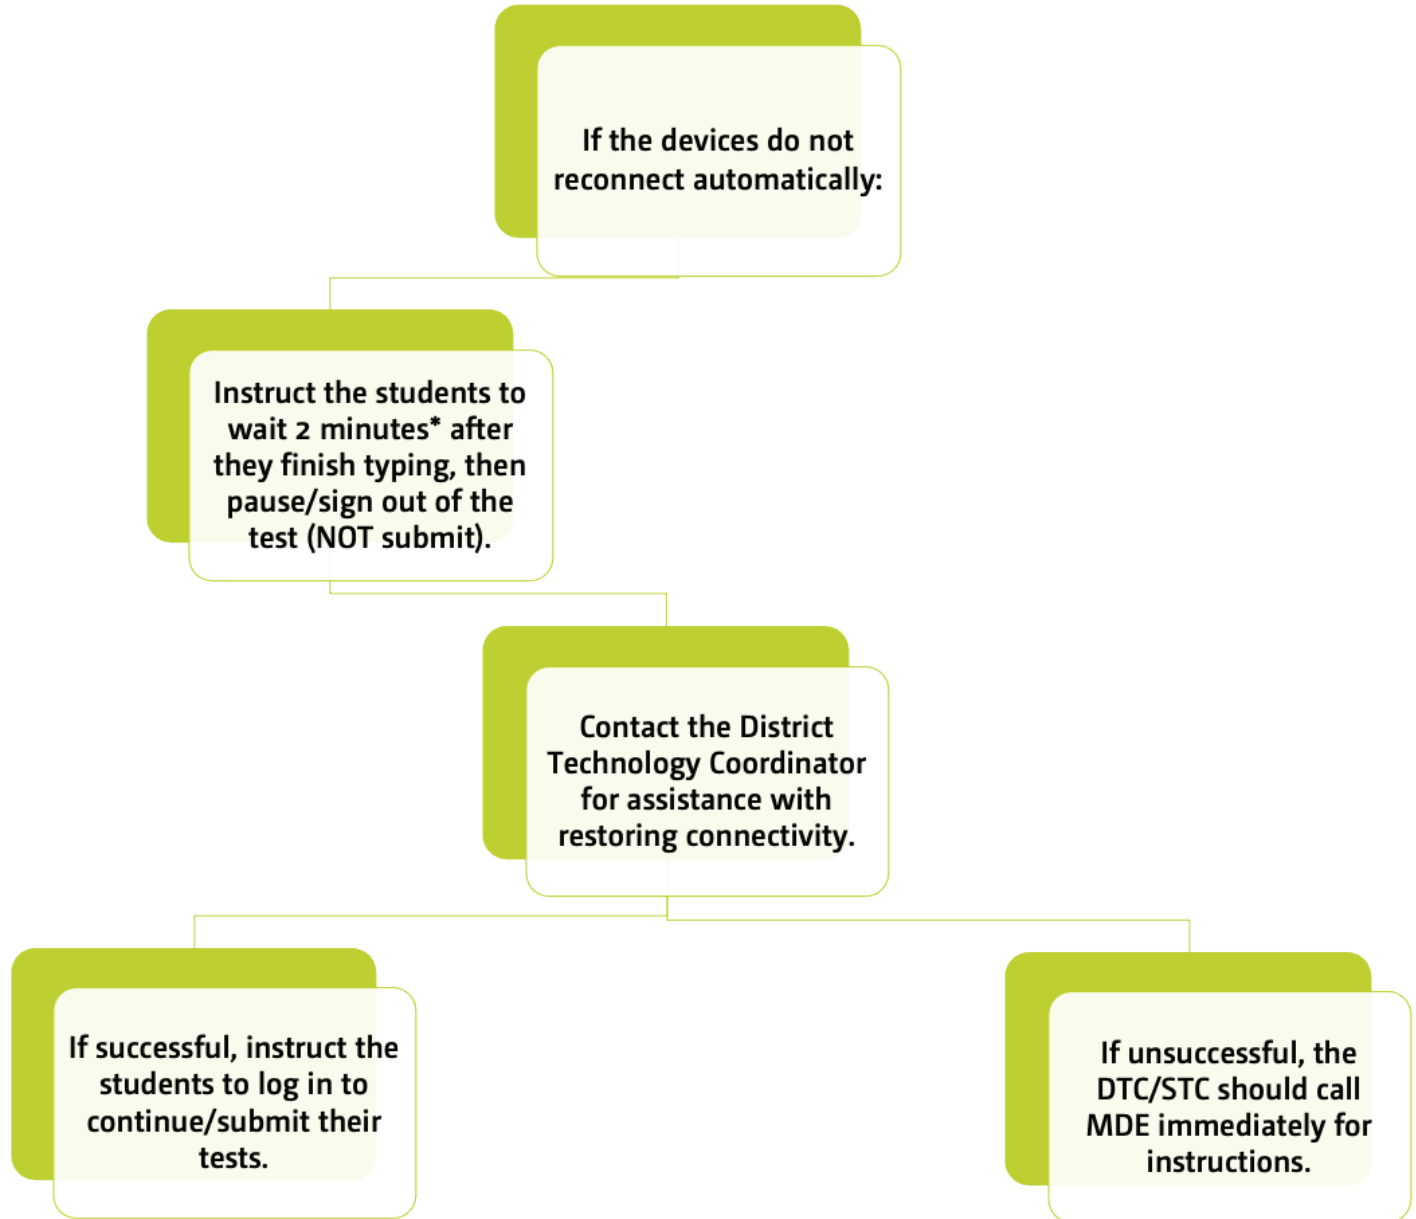 If the devices do not
reconnect automatically:
Instruct the students to
wait 2 minutes* after
they finish typing, then
pause/sign out of the
test (NOT submit).
Contact the District
Technology Coordinator
for assistance with
restoring connectivity.
If successful, instruct the
students to log in to
continue/submit their
tests.
If unsuccessful, the
DTC/STC should call
MDE immediately for
instructions.